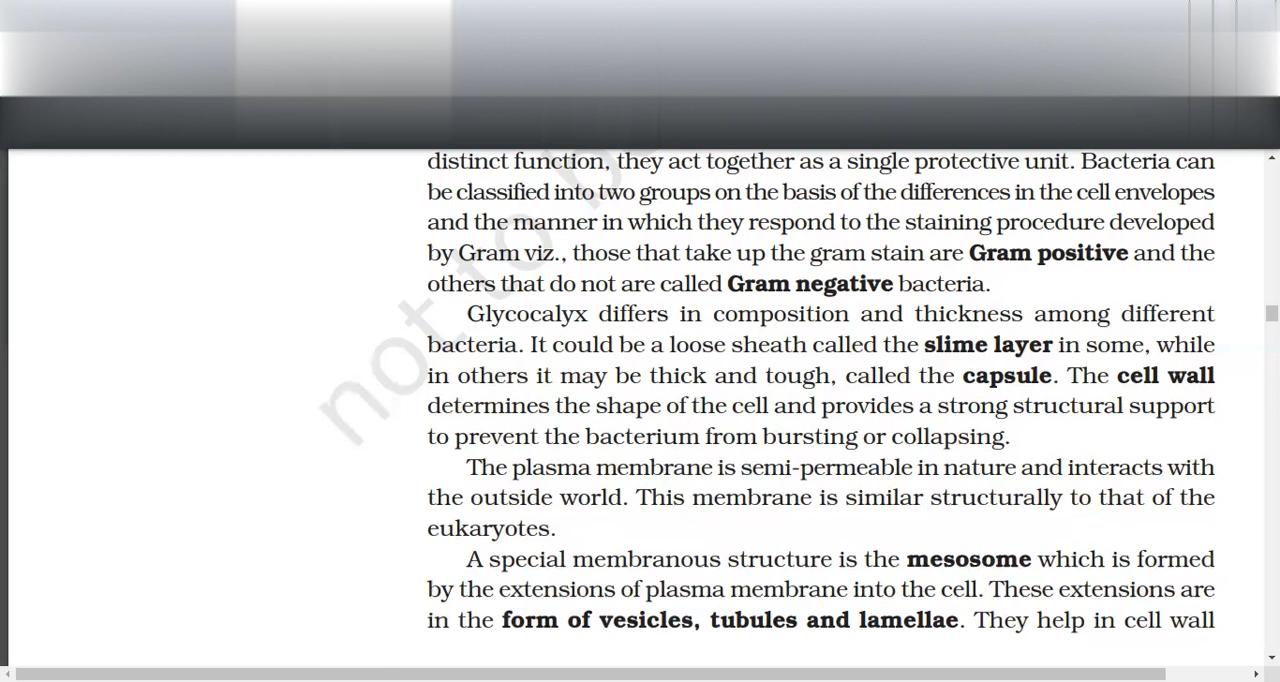 distinct function, they act together as a single protective unit. Bacteria can
be classified into two groups on the basis of the differences in the cell envelopes
and the manner in which they respond to the staining procedure developed
by Gram viz., those that take up the gram stain are Gram positive and the
others that do not are called Gram negative bacteria.
Glycocalyx differs in composition and thickness among different
bacteria. It could be a loose sheath called the slime layer in some, while
in others it may be thick and tough, called the capsule. The cell wall
determines the shape of the cell and provides a strong structural support
to prevent the bacterium from bursting or collapsing.
The plasma membrane is semi-permeable in nature and interacts with
the outside world. This membrane is similar structurally to that of the
eukaryotes.
A special membranous structure is the mesosome which is formed
by the extensions of plasma membrane into the cell. These extensions are
in the form of vesicles, tubules and lamellae. They help in cell wall
not to b